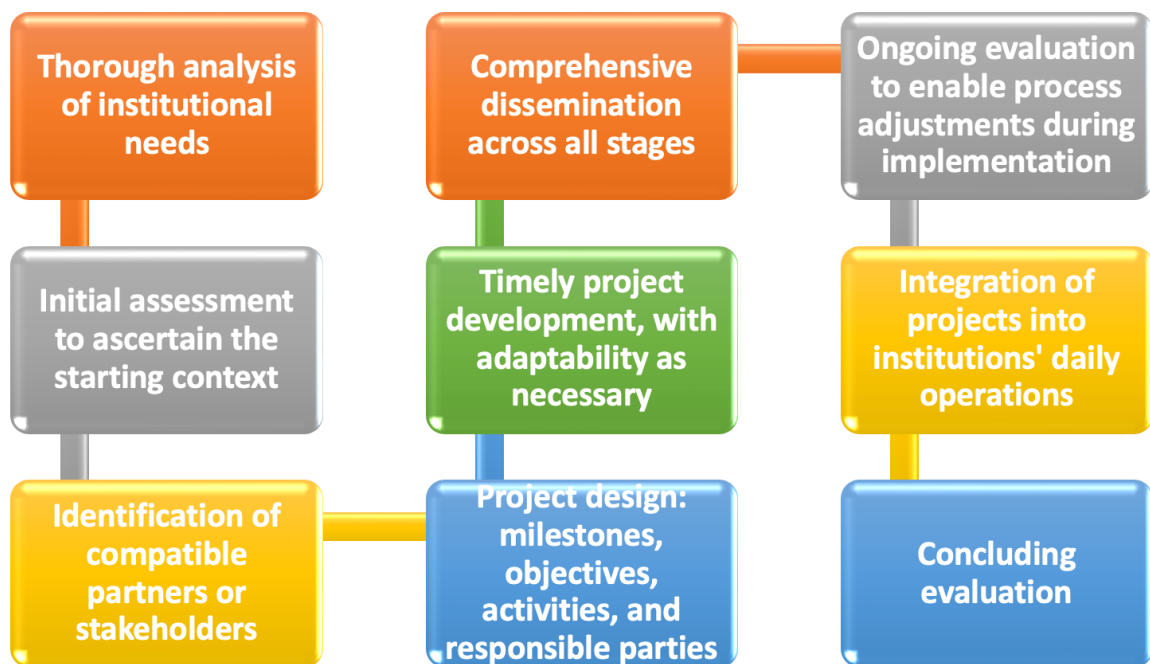 Thorough analysis
of institutional
needs
Initial assessment
to ascertain the
starting context
Identification of
compatible
partners or
stakeholders
Project design:
milestones,
objectives,
activities, and
responsible parties
Timely project
development, with
adaptability as
necessary
Comprehensive
dissemination
across all stages
Ongoing evaluation
to enable process
adjustments during
implementation
Integration of
projects into
institutions' daily
operations
Concluding
evaluation